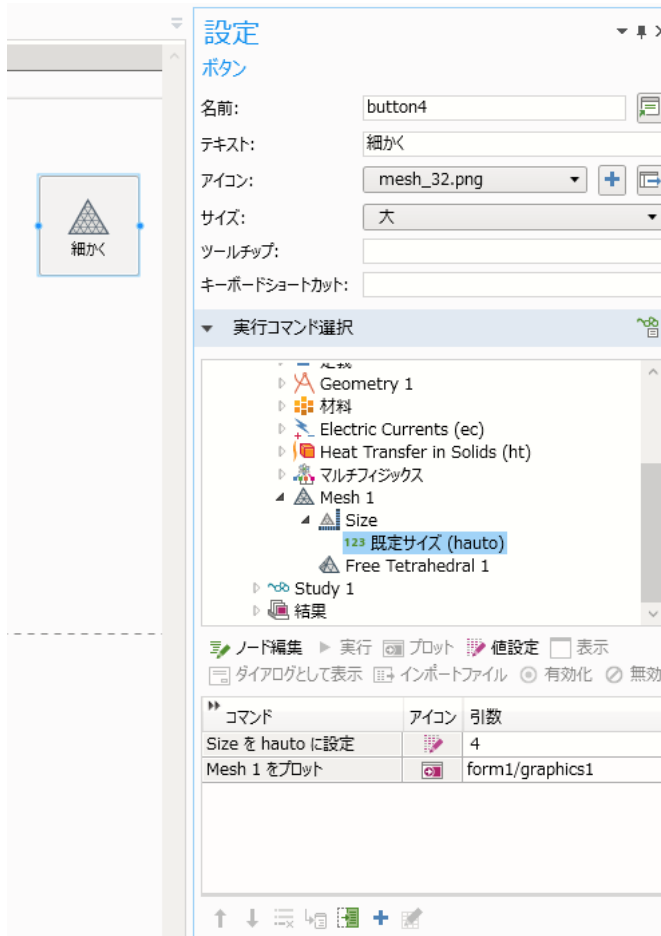 設定
ボタン
名前: button4
テキスト: 細かく
アイコン: mesh_32.png
サイズ: 大
ツールチップ:
キーボードショートカット:
細かく
実行コマンド選択
定義
Geometry 1
材料
Electric Currents (ec)
Heat Transfer in Solids (ht)
マルチフィジックス
Mesh 1
Size
123 既定サイズ (hauto)
Free Tetrahedral 1
Study 1
結果
ノード編集 実行 プロット 値設定 表示
ダイアログとして表示 インポートファイル 有効化 無効
コマンド アイコン 引数
Size を hauto に設定 4
Mesh 1 をプロット form1/graphics1